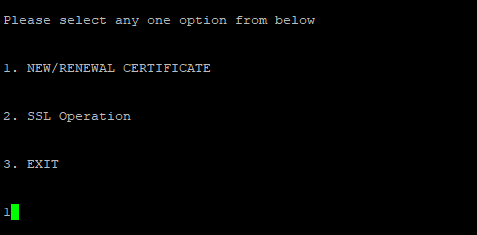 Please select any one option from below
1. NEW/RENEWAL CERTIFICATE
2. SSL Operation
3. EXIT
1